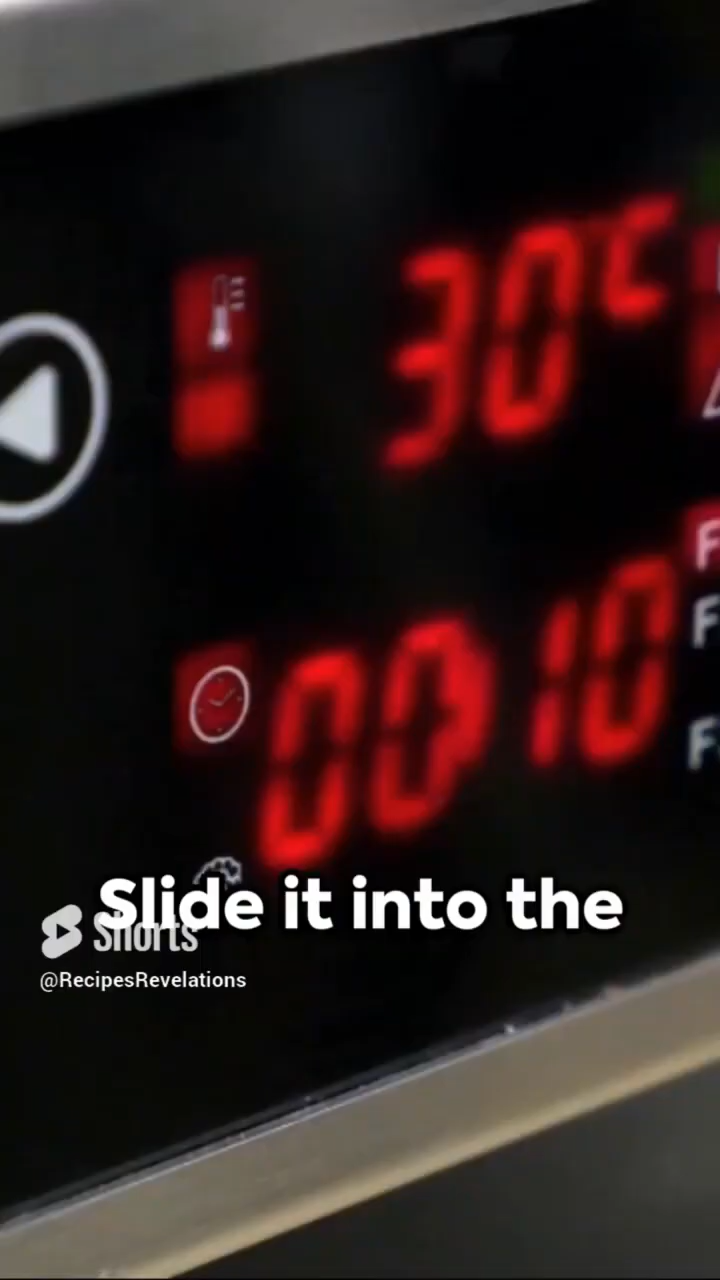 30°C
00:10
F
F
F
Slide it into the
Shorts
@RecipesRevelations